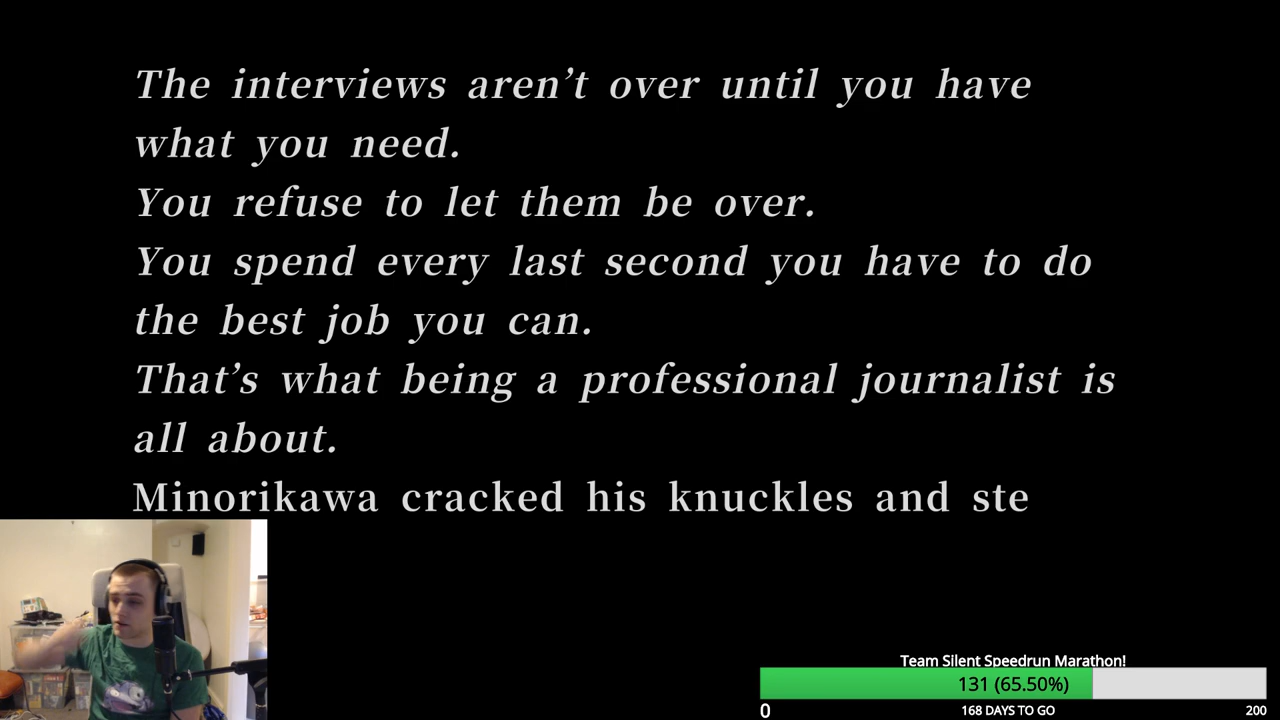 The interviews aren’t over until you have
what you need.
You refuse to let them be over.
You spend every last second you have to do
the best job you can.
That’s what being a professional journalist is
all about.
Minorikawa cracked his knuckles and ste
Team Silent Speedrun Marathon!
131 (65.50%)
0 168 DAYS TO GO 200